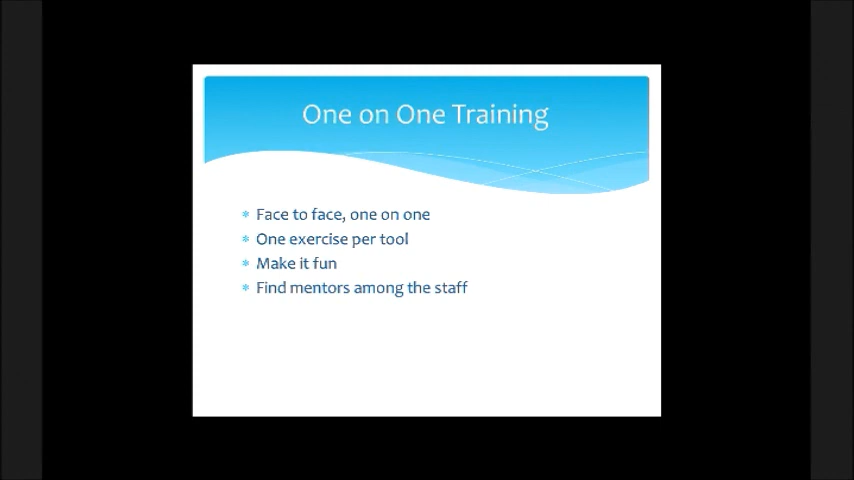 One on One Training
* Face to face, one on one
* One exercise per tool
* Make it fun
* Find mentors among the staff